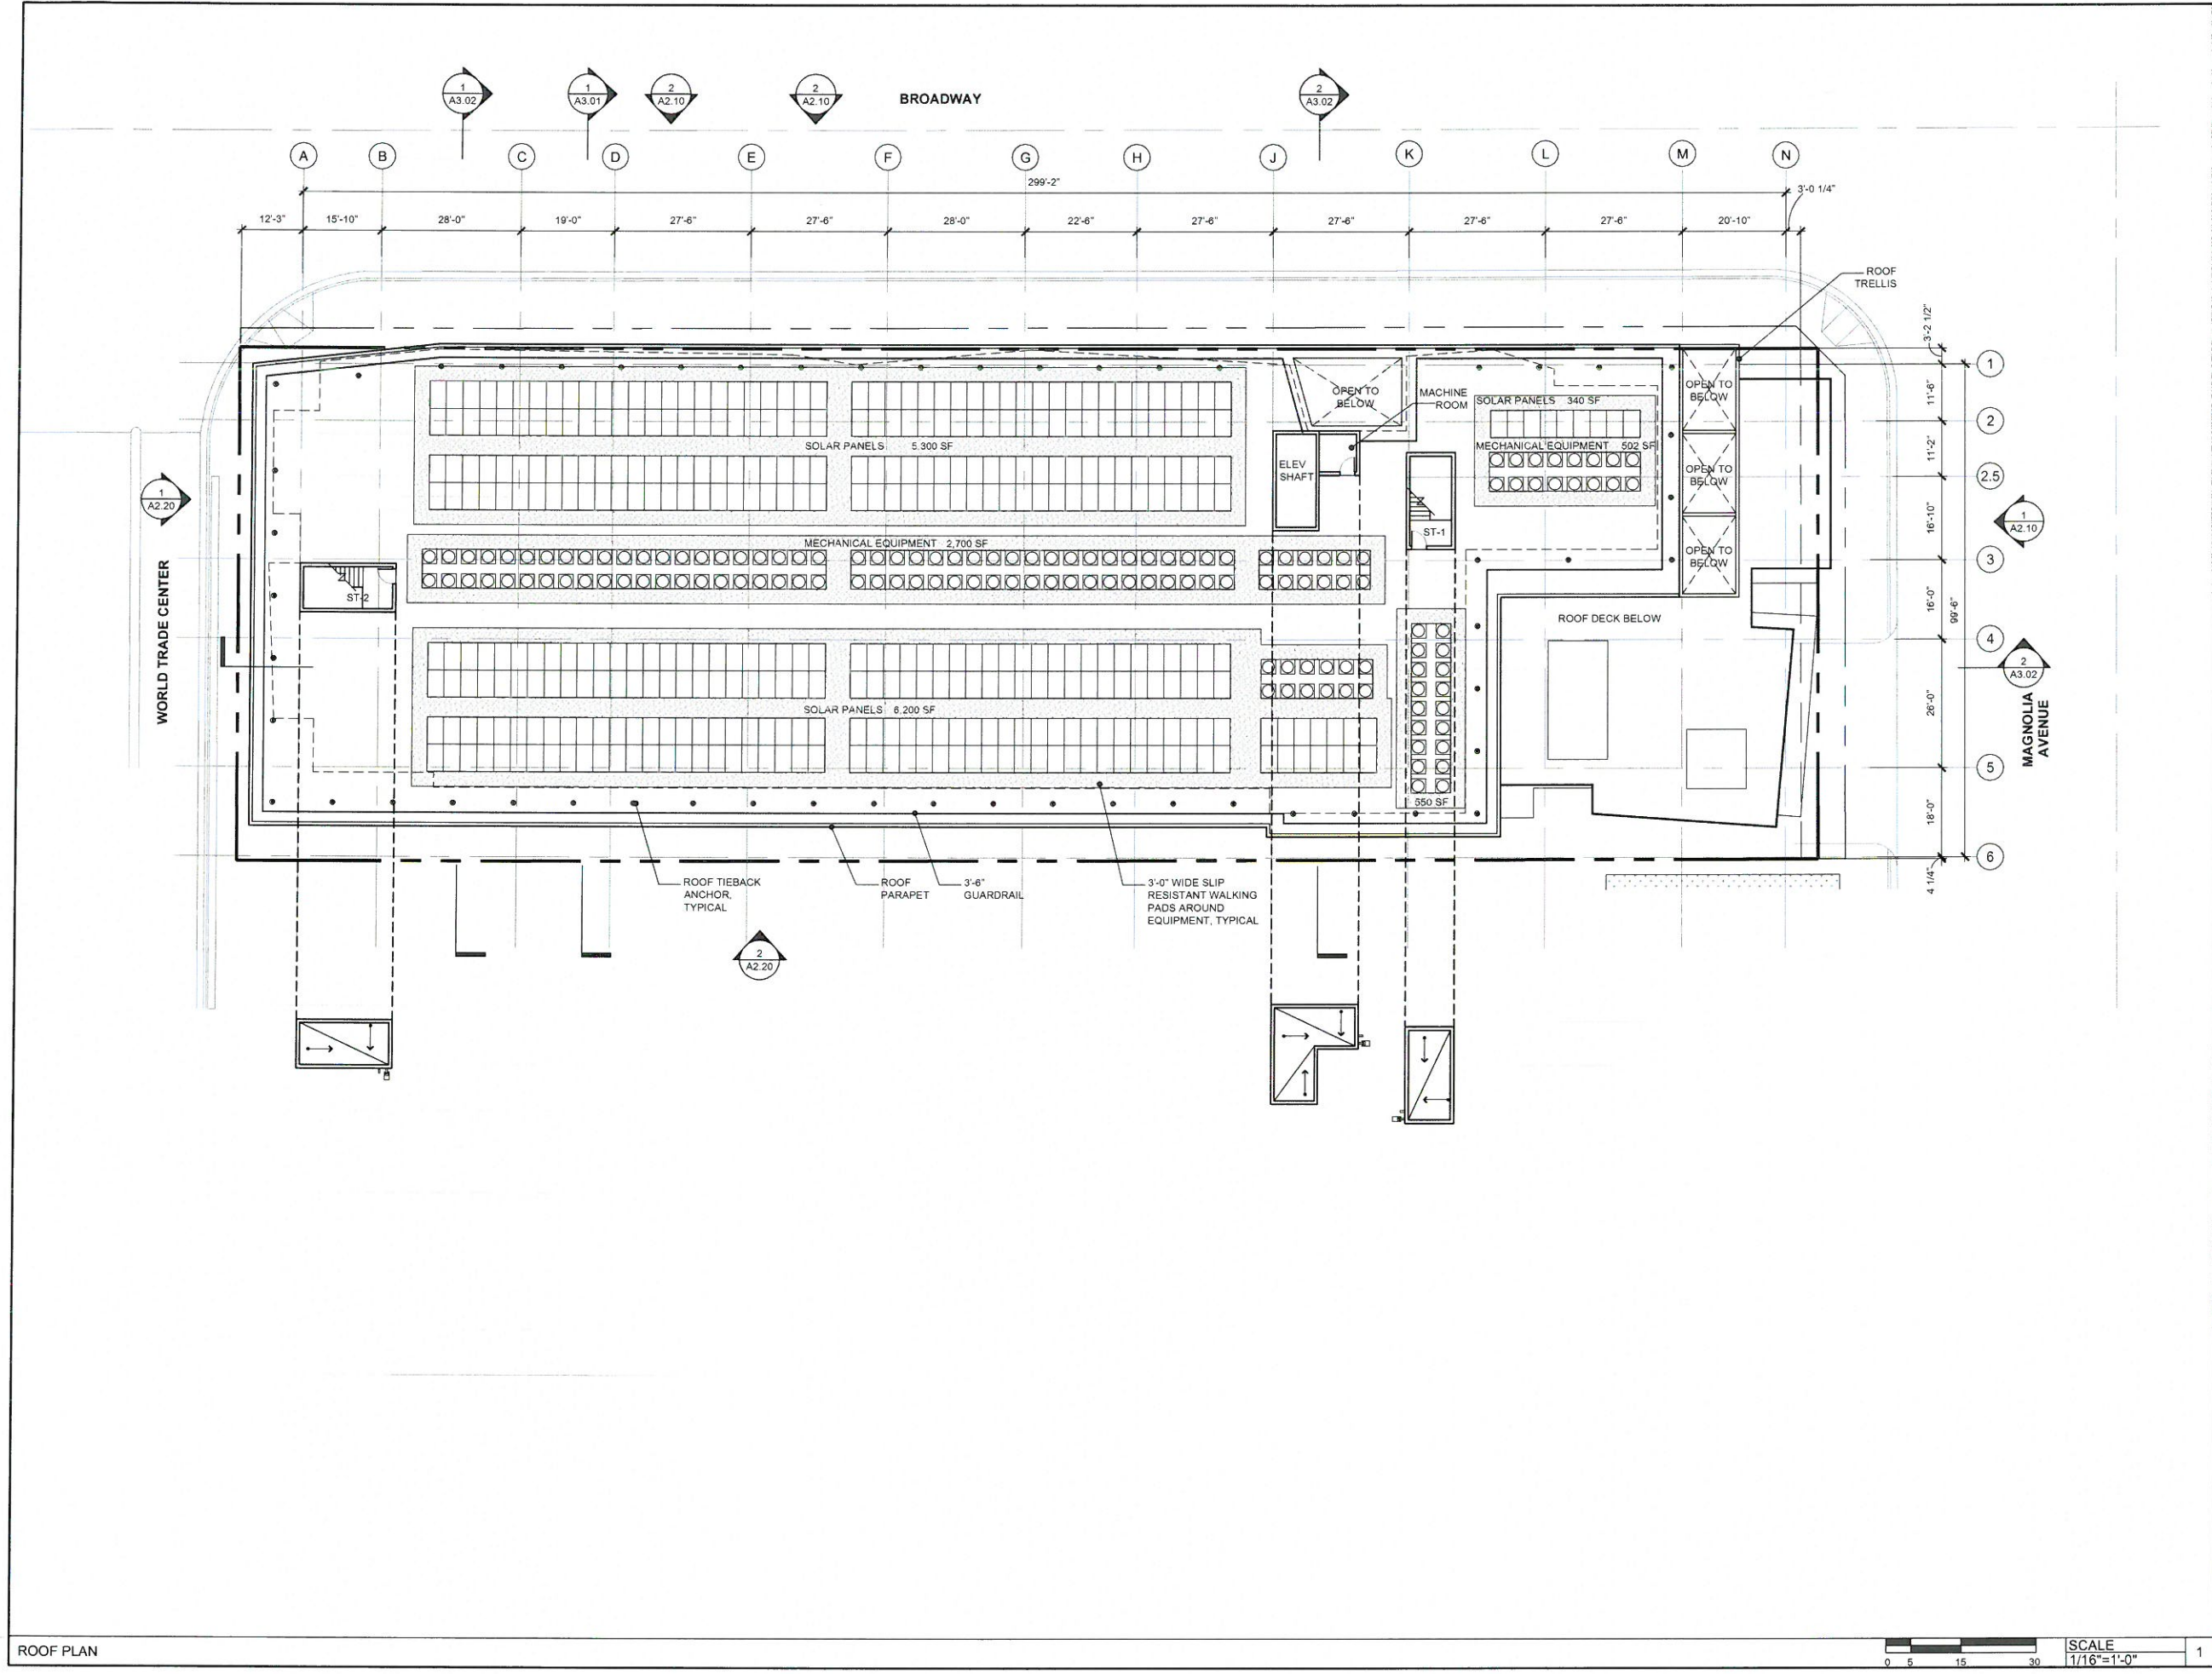 1
A3.02
1
A3.01
2
A2.10
2
A2.10
BROADWAY
2
A3.02
A B C D E F G H J K L M N
299'-2"
3'-0 1/4"
12'-3" 15'-10" 28'-0" 19'-0" 27'-6" 27'-6" 28'-0" 22'-6" 27'-6" 27'-6" 27'-6" 27'-6" 20'-10"
ROOF
TRELLIS
3'-2 1/2"
1
11'-6"
2
11'-2"
2.5
16'-10"
3
16'-0"
99'-6"
4
26'-0"
5
18'-0"
6
4 1/4"
OPEN TO
BELOW
MACHINE
ROOM
SOLAR PANELS 340 SF
OPEN TO
BELOW
SOLAR PANELS 5,300 SF
MECHANICAL EQUIPMENT 502 SF
ELEV
SHAFT
OPEN TO
BELOW
1
A2.20
ST-1
1
A2.10
MECHANICAL EQUIPMENT 2,700 SF
OPEN TO
BELOW
ST-2
WORLD TRADE CENTER
ROOF DECK BELOW
2
A3.02
MAGNOLIA
AVENUE
SOLAR PANELS 6,200 SF
550 SF
ROOF TIEBACK
ANCHOR,
TYPICAL
ROOF
PARAPET
3'-6"
GUARDRAIL
3'-0" WIDE SLIP
RESISTANT WALKING
PADS AROUND
EQUIPMENT, TYPICAL
2
A2.20
ROOF PLAN
0 5 15 30
SCALE
1/16"=1'-0"
1